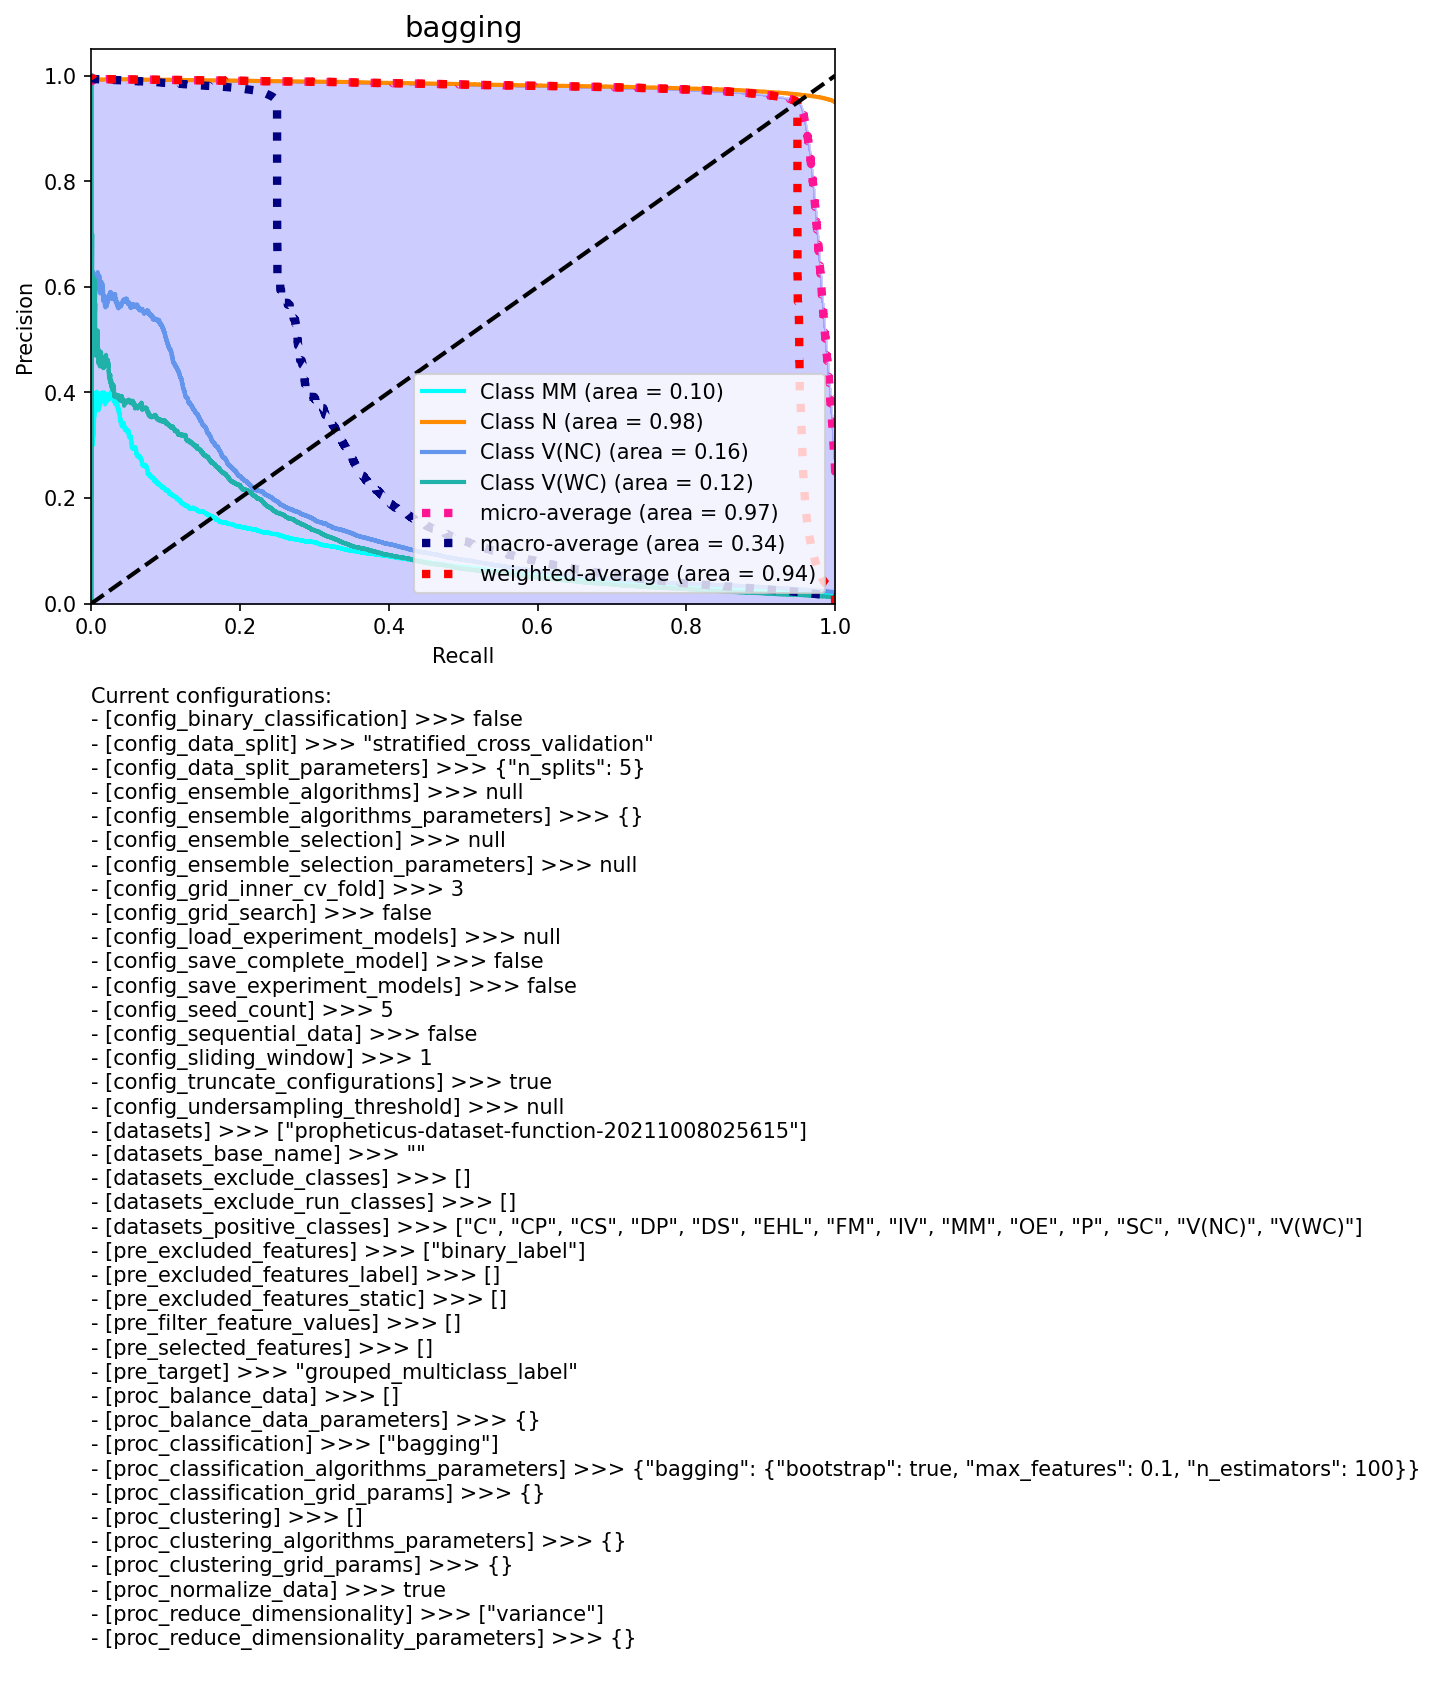 bagging
1.0
0.8
0.6
0.4
0.2
0.0
Precision
Class MM (area = 0.10)
Class N (area = 0.98)
Class V(NC) (area = 0.16)
Class V(WC) (area = 0.12)
micro-average (area = 0.97)
macro-average (area = 0.34)
weighted-average (area = 0.94)
0.0 0.2 0.4 0.6 0.8 1.0
Recall
Current configurations:
- [config_binary_classification] >>> false
- [config_data_split] >>> "stratified_cross_validation"
- [config_data_split_parameters] >>> {"n_splits": 5}
- [config_ensemble_algorithms] >>> null
- [config_ensemble_algorithms_parameters] >>> {}
- [config_ensemble_selection] >>> null
- [config_ensemble_selection_parameters] >>> null
- [config_grid_inner_cv_fold] >>> 3
- [config_grid_search] >>> false
- [config_load_experiment_models] >>> null
- [config_save_complete_model] >>> false
- [config_save_experiment_models] >>> false
- [config_seed_count] >>> 5
- [config_sequential_data] >>> false
- [config_sliding_window] >>> 1
- [config_truncate_configurations] >>> true
- [config_undersampling_threshold] >>> null
- [datasets] >>> ["propheticus-dataset-function-20211008025615"]
- [datasets_base_name] >>> ""
- [datasets_exclude_classes] >>> []
- [datasets_exclude_run_classes] >>> []
- [datasets_positive_classes] >>> ["C", "CP", "CS", "DP", "DS", "EHL", "FM", "IV", "MM", "OE", "P", "SC", "V(NC)", "V(WC)"]
- [pre_excluded_features] >>> ["binary_label"]
- [pre_excluded_features_label] >>> []
- [pre_excluded_features_static] >>> []
- [pre_filter_feature_values] >>> []
- [pre_selected_features] >>> []
- [pre_target] >>> "grouped_multiclass_label"
- [proc_balance_data] >>> []
- [proc_balance_data_parameters] >>> {}
- [proc_classification] >>> ["bagging"]
- [proc_classification_algorithms_parameters] >>> {"bagging": {"bootstrap": true, "max_features": 0.1, "n_estimators": 100}}
- [proc_classification_grid_params] >>> {}
- [proc_clustering] >>> []
- [proc_clustering_algorithms_parameters] >>> {}
- [proc_clustering_grid_params] >>> {}
- [proc_normalize_data] >>> true
- [proc_reduce_dimensionality] >>> ["variance"]
- [proc_reduce_dimensionality_parameters] >>> {}